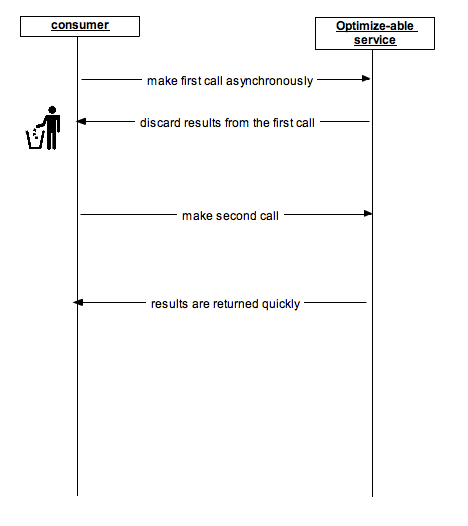 consumer
Optimize-able
service
make first call asynchronously
discard results from the first call
make second call
results are returned quickly